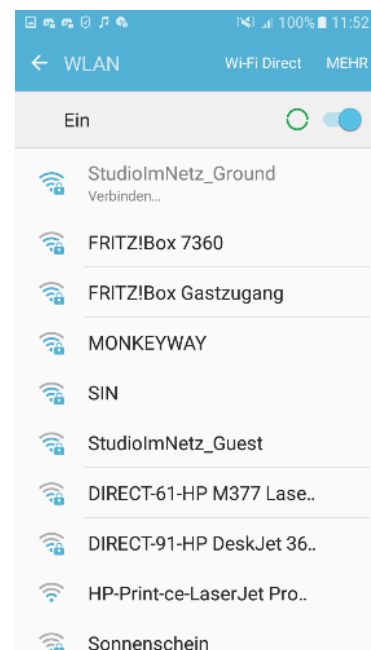 100% 11:52
WLAN Wi-Fi Direct MEHR
Ein
StudioImNetz_Ground
Verbinden...
FRITZ!Box 7360
FRITZ!Box Gastzugang
MONKEYWAY
SIN
StudioImNetz_Guest
DIRECT-61-HP M377 Lase..
DIRECT-91-HP DeskJet 36..
HP-Print-ce-LaserJet Pro..
Sonnenschein